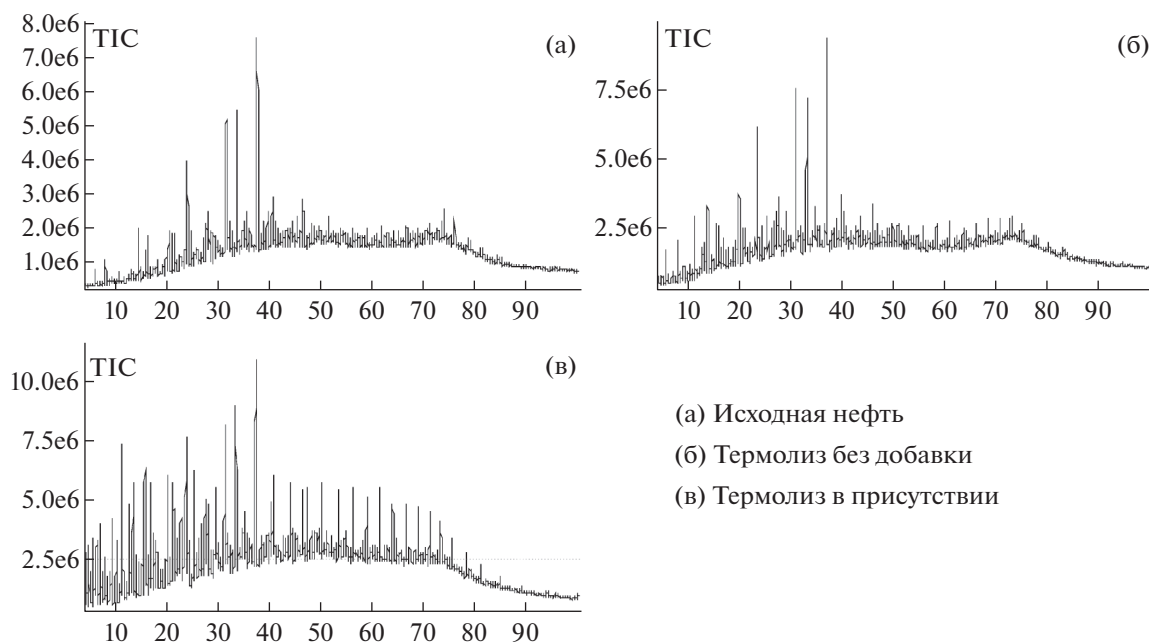 8.0e6
TIC
(а)
7.0e6
6.0e6
5.0e6
4.0e6
3.0e6
2.0e6
1.0e6
10 20 30 40 50 60 70 80 90
TIC
(б)
7.5e6
5.0e6
2.5e6
10 20 30 40 50 60 70 80 90
TIC
(в)
10.0e6
7.5e6
5.0e6
2.5e6
10 20 30 40 50 60 70 80 90
(а) Исходная нефть
(б) Термолиз без добавки
(в) Термолиз в присутствии